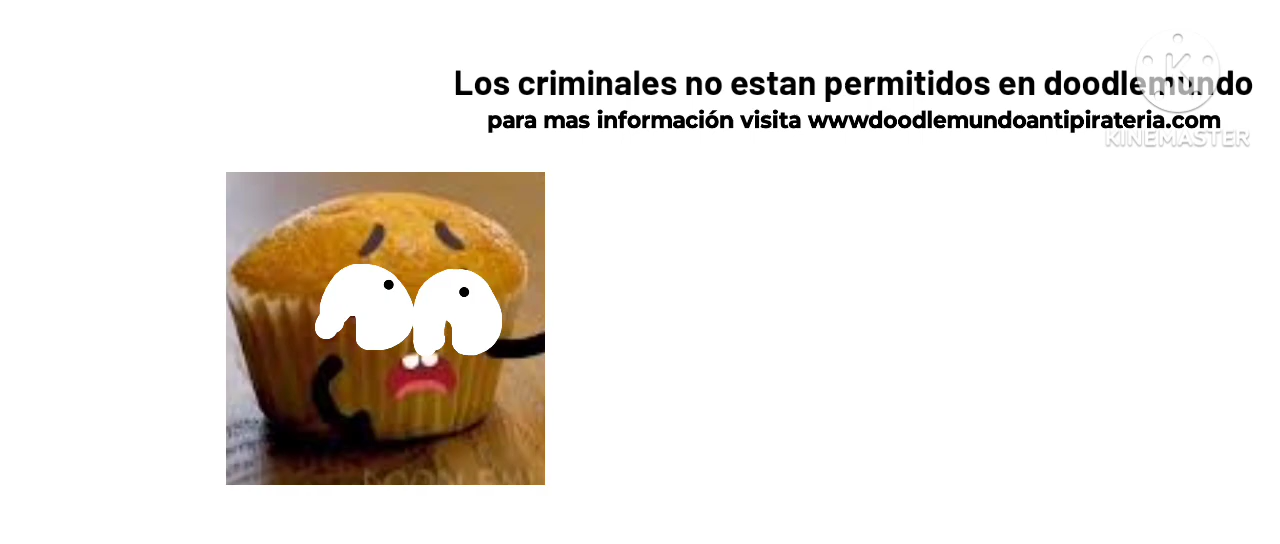 Los criminales no estan permitidos en doodlemundo
para mas información visita wwwdoodlemundoantipirateria.com
KINEMASTER